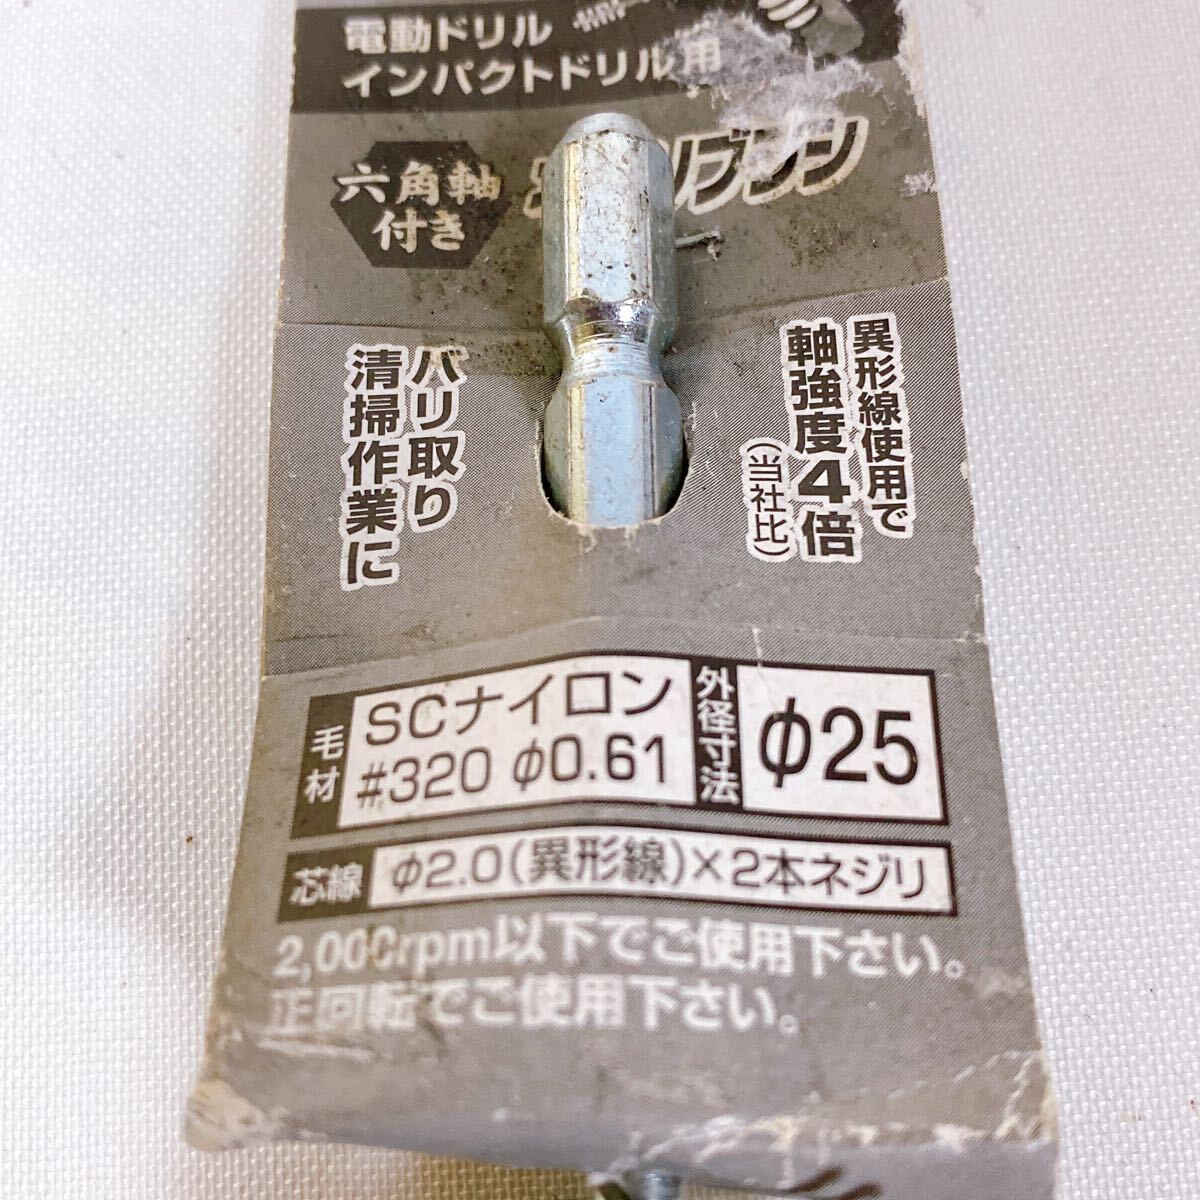 電動ドリル
インパクトドリル用
六角軸
付き
バリ取り
清掃作業に
異形線使用で
軸強度4倍
(当社比)
毛材
SCナイロン
#320 φ0.61
外径寸法
φ25
芯線
φ2.0(異形線)×2本ネジリ
2,000rpm以下でご使用下さい。
正回転でご使用下さい。